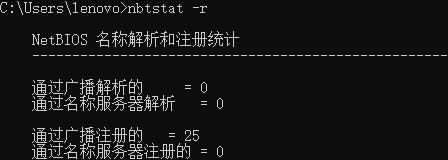 C:\Users\lenovo>nbtstat -r
NetBIOS 名称解析和注册统计
----------------------------------------------------
通过广播解析的     = 0
通过名称服务器解析   = 0
通过广播注册的   = 25
通过名称服务器注册的 = 0